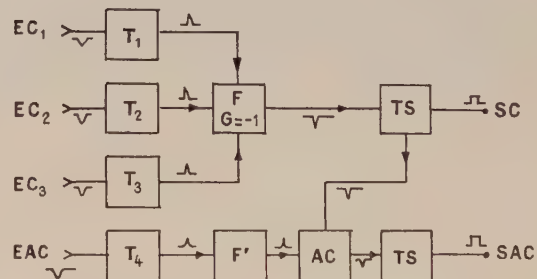 EC1 T1
EC2 T2 F G=-1 TS SC
EC3 T3
EAC T4 F' AC TS SAC